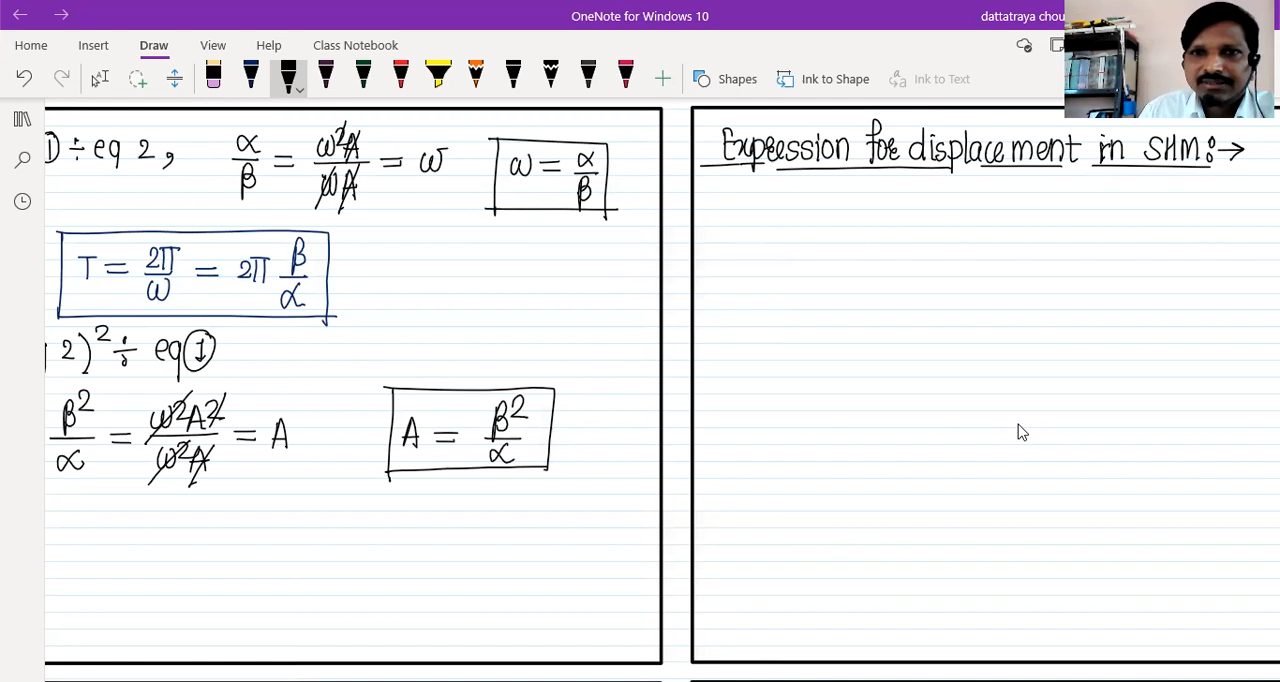 OneNote for Windows 10
dattatraya chou
Home Insert Draw View Help Class Notebook
Shapes Ink to Shape Ink to Text
1) ÷ eq 2, α/β = ω²A/ωA = ω ω = α/β
T = 2π/ω = 2π β/α
2)² ÷ eq ①
β²/α = ω²A²/ω²A = A A = β²/α
Expression for displacement in SHM:→